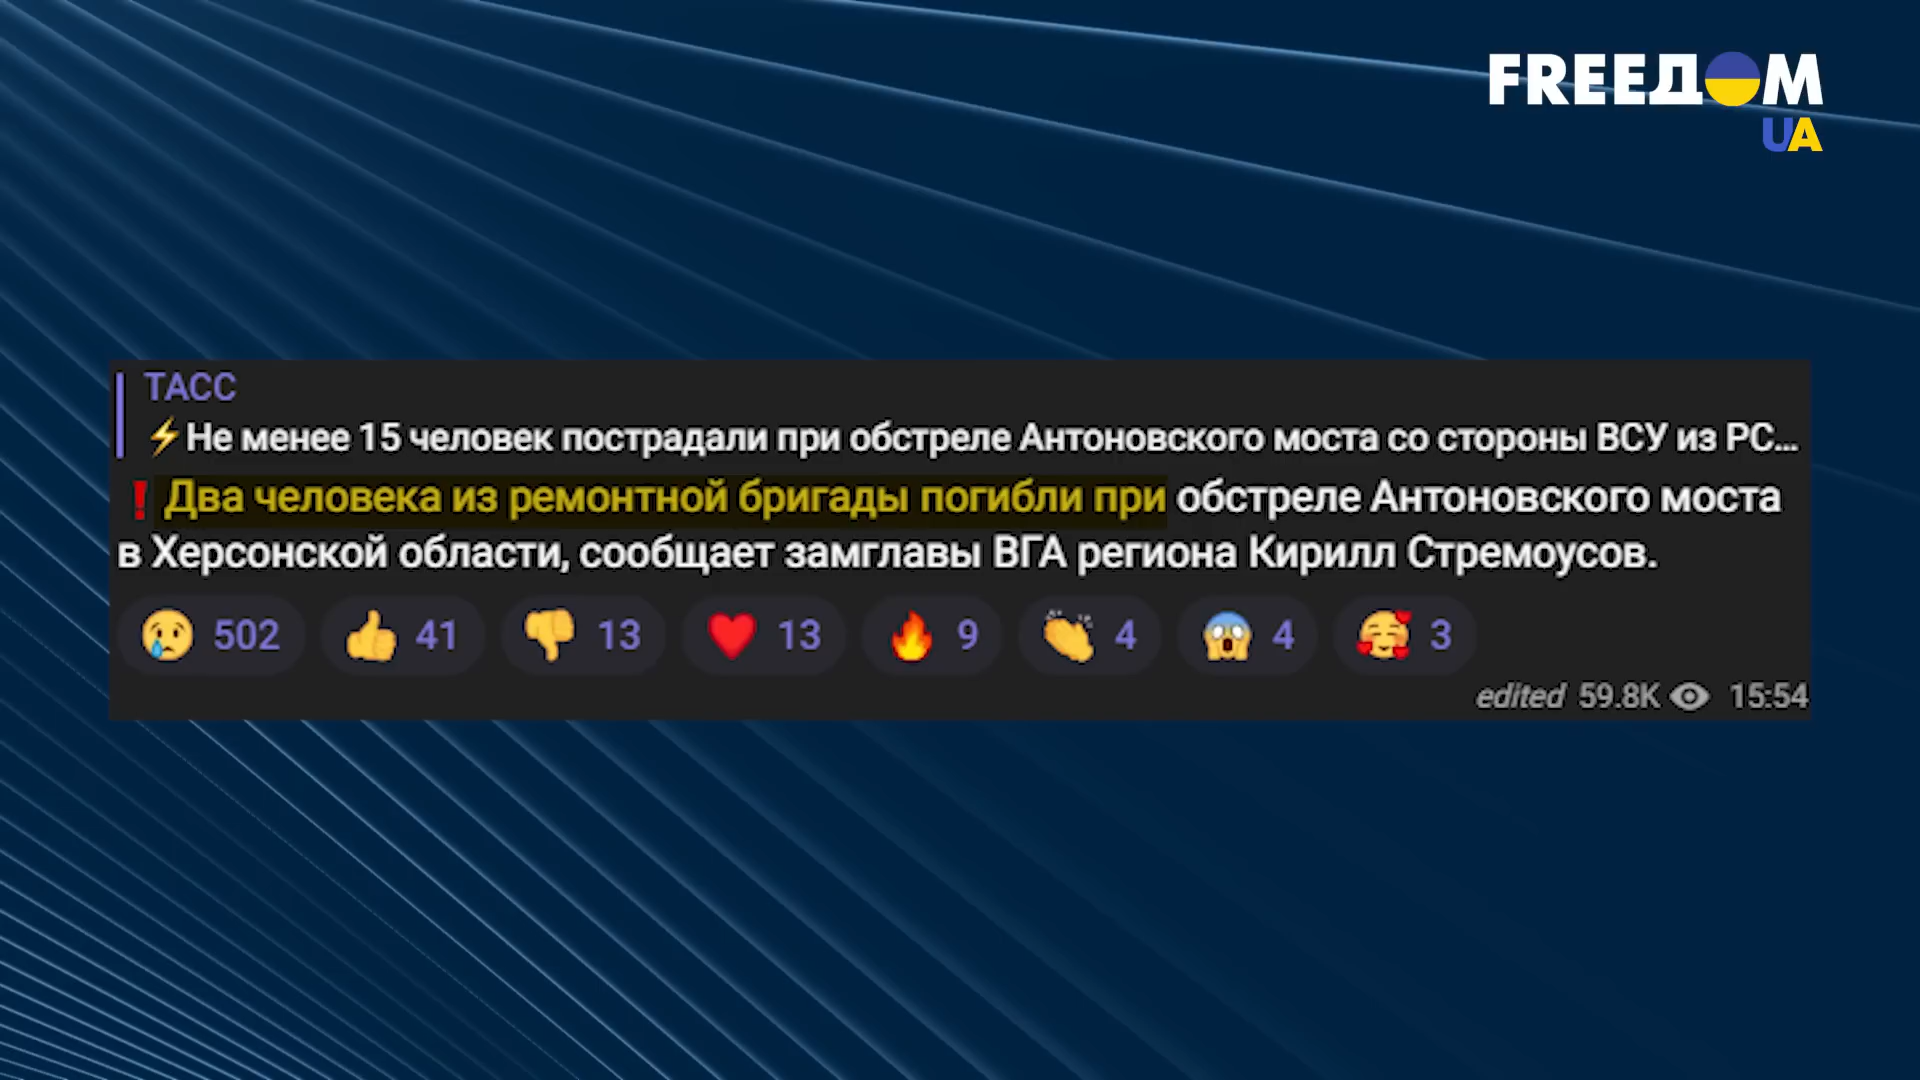 FREEДОМ
UA
ТАСС
⚡Не менее 15 человек пострадали при обстреле Антоновского моста со стороны ВСУ из РС...
❗Два человека из ремонтной бригады погибли при обстреле Антоновского моста
в Херсонской области, сообщает замглавы ВГА региона Кирилл Стремоусов.
😢 502 👍 41 👎 13 ❤️ 13 🔥 9 👏 4 😱 4 🥰 3
edited 59.8K 15:54